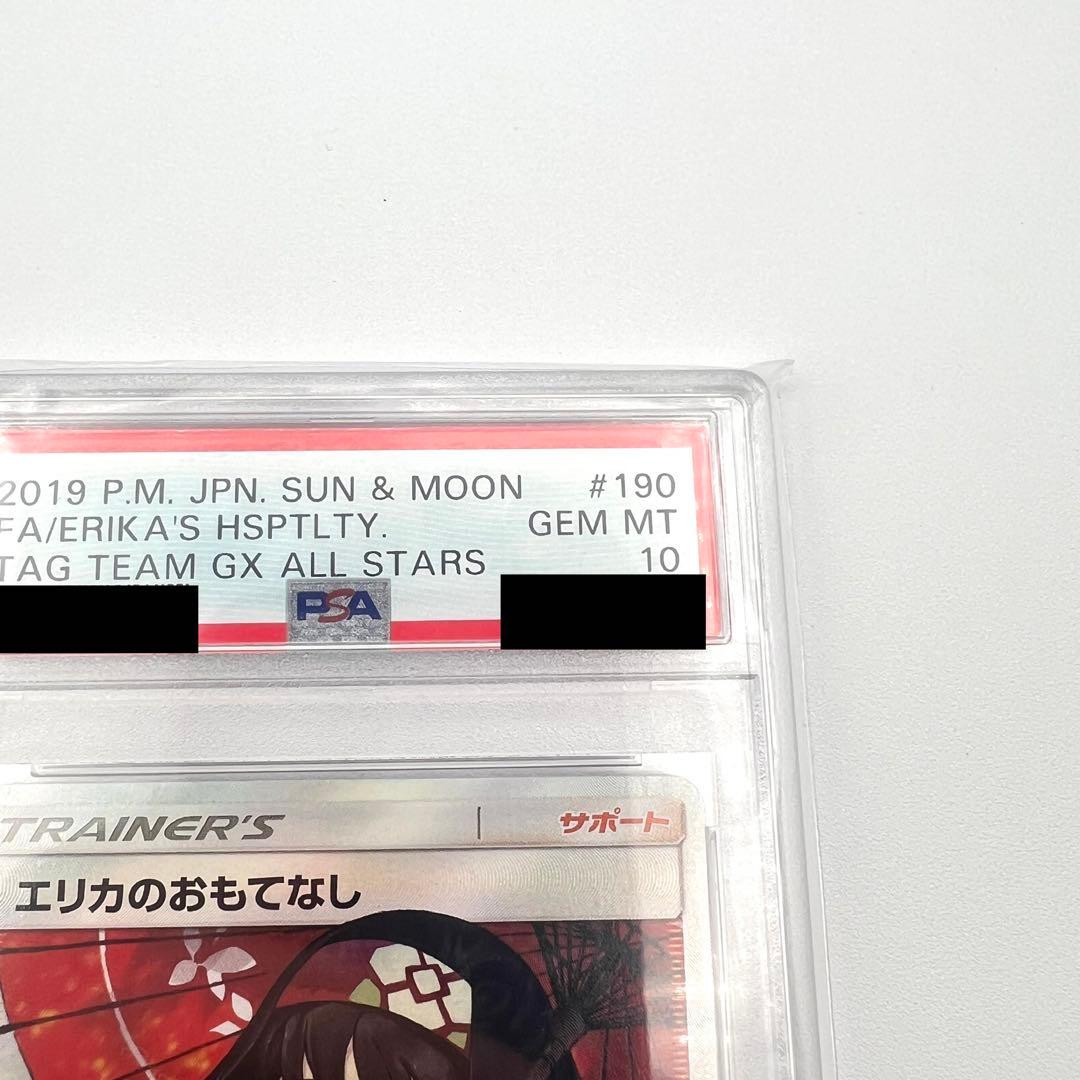 2019 P.M. JPN. SUN & MOON #190
FA/ERIKA'S HSPTLTY. GEM MT
TAG TEAM GX ALL STARS 10
PSA
TRAINER'S サポート
エリカのおもてなし